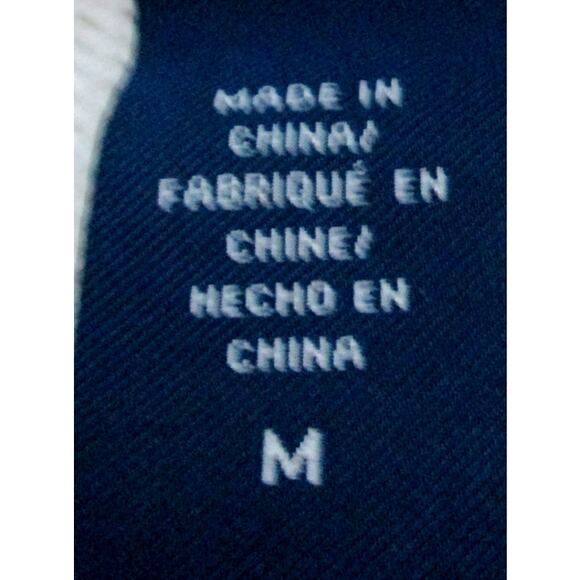 MADE IN
CHINA/
FABRIQUÉ EN
CHINE/
HECHO EN
CHINA
M